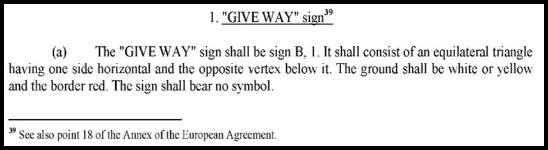 1. "GIVE WAY" sign39
(a) The "GIVE WAY" sign shall be sign B, 1. It shall consist of an equilateral triangle
having one side horizontal and the opposite vertex below it. The ground shall be white or yellow
and the border red. The sign shall bear no symbol.
39 See also point 18 of the Annex of the European Agreement.